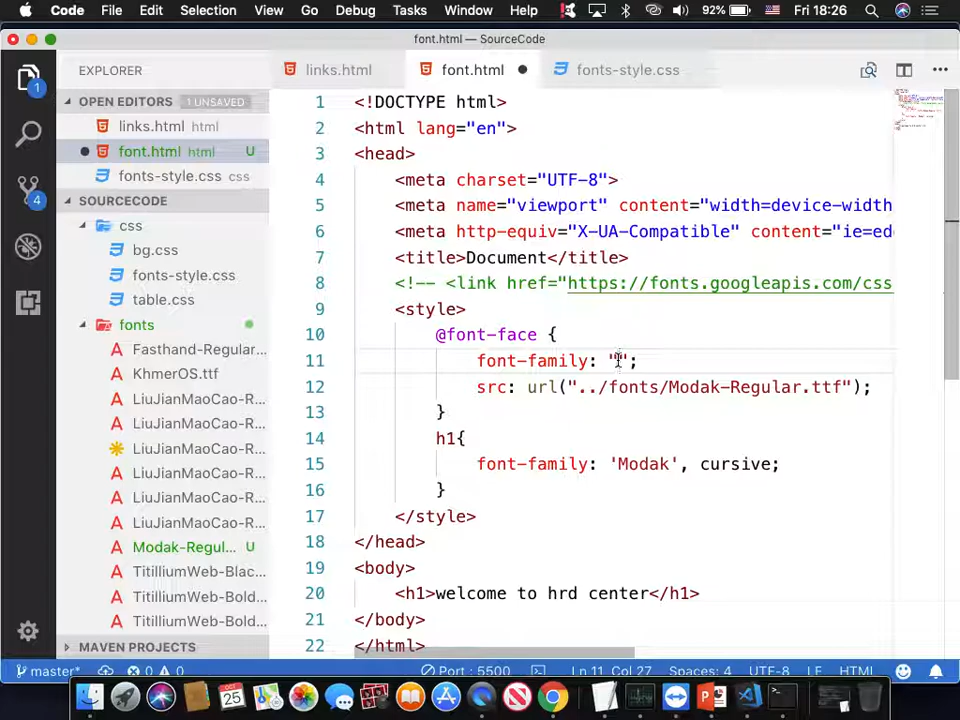 Code File Edit Selection View Go Debug Tasks Window Help 92% Fri 18:26
font.html — SourceCode
EXPLORER
links.html font.html fonts-style.css
OPEN EDITORS 1 UNSAVED
links.html html
font.html html U
fonts-style.css css
SOURCECODE
css
bg.css
fonts-style.css
table.css
fonts
Fasthand-Regular...
KhmerOS.ttf
LiuJianMaoCao-R...
LiuJianMaoCao-R...
LiuJianMaoCao-R...
LiuJianMaoCao-R...
LiuJianMaoCao-R...
LiuJianMaoCao-R...
Modak-Regul... U
TitilliumWeb-Blac...
TitilliumWeb-Bold...
TitilliumWeb-Bold...
MAVEN PROJECTS
1 <!DOCTYPE html>
2 <html lang="en">
3 <head>
4 <meta charset="UTF-8">
5 <meta name="viewport" content="width=device-width
6 <meta http-equiv="X-UA-Compatible" content="ie=ed
7 <title>Document</title>
8 <!-- <link href="https://fonts.googleapis.com/css
9 <style>
10 @font-face {
11 font-family: "";
12 src: url("../fonts/Modak-Regular.ttf");
13 }
14 h1{
15 font-family: 'Modak', cursive;
16 }
17 </style>
18 </head>
19 <body>
20 <h1>welcome to hrd center</h1>
21 </body>
22 </html>
master* 0 0 Port : 5500 Ln 11, Col 27 Spaces: 4 UTF-8 LF HTML